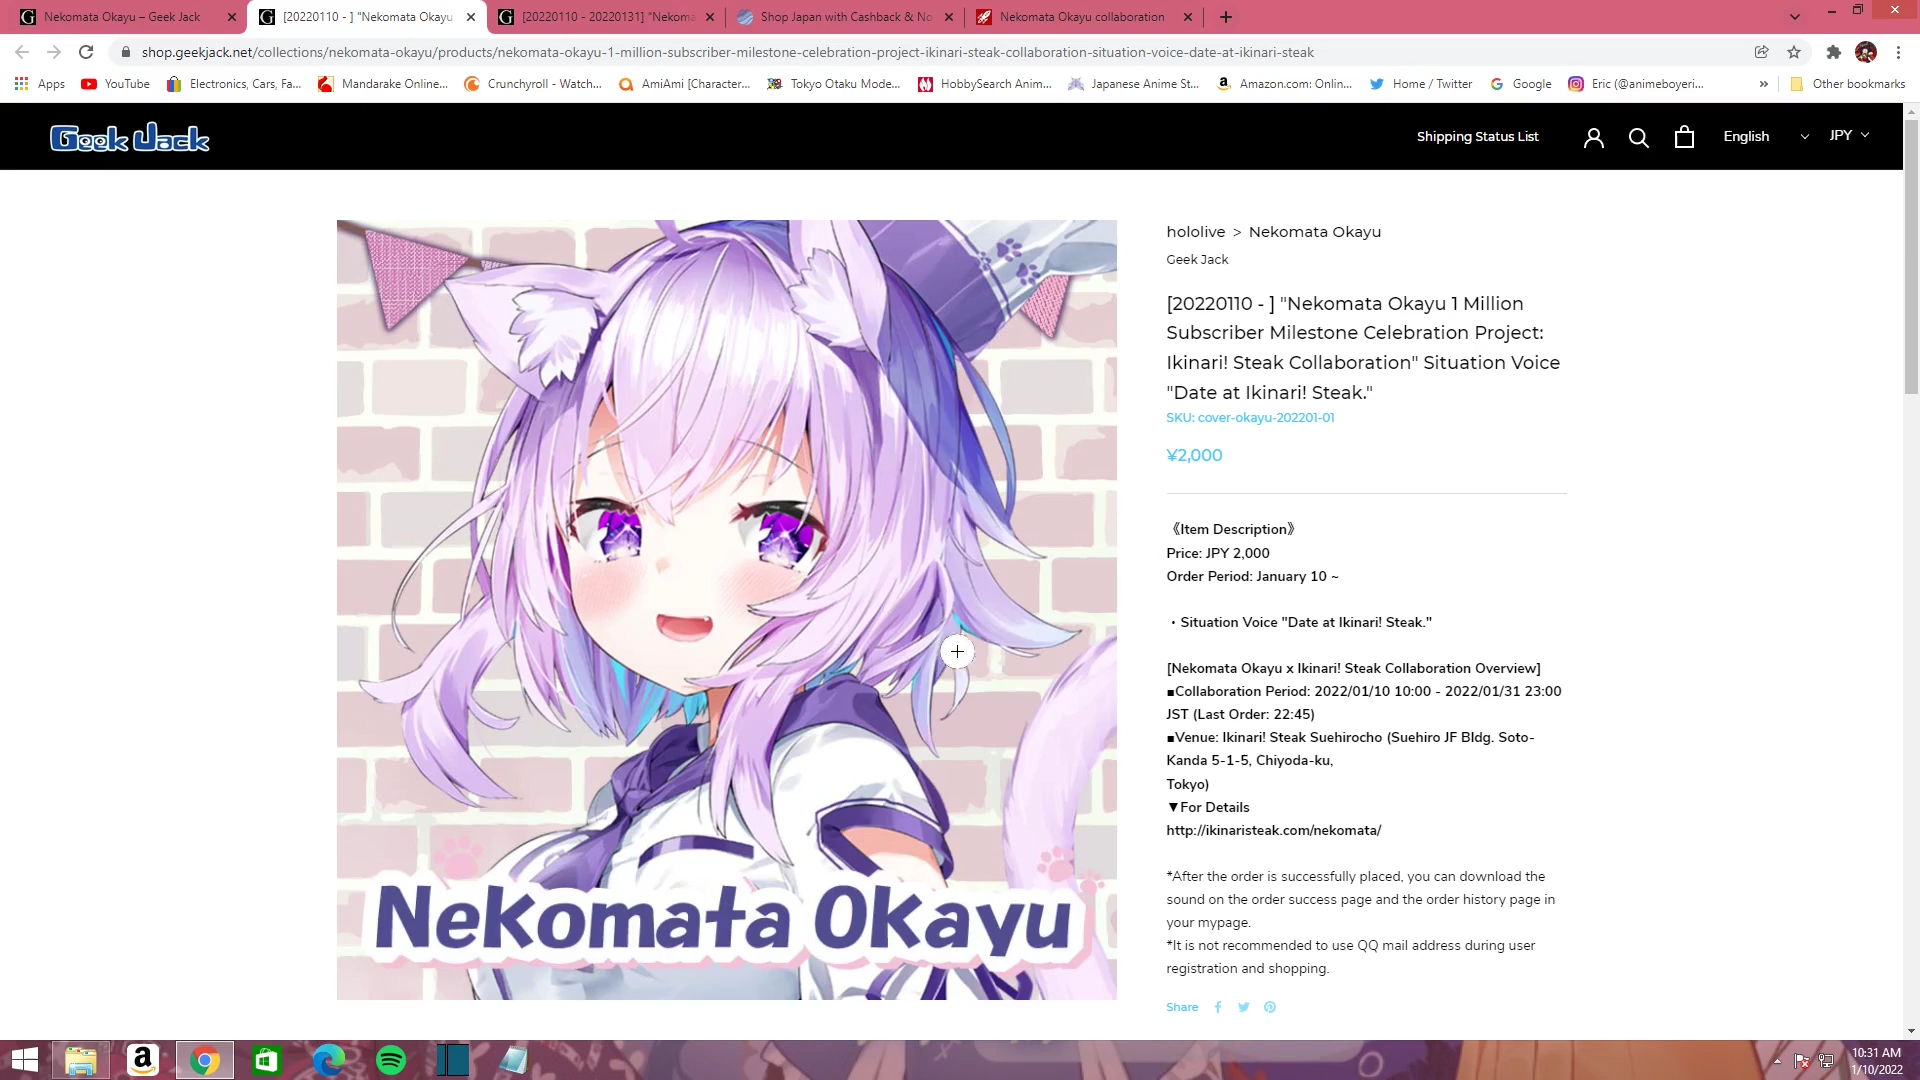 Nekomata Okayu – Geek Jack
[20220110 - ] "Nekomata Okayu
[20220110 - 20220131] "Nekoma
Shop Japan with Cashback & No
Nekomata Okayu collaboration
shop.geekjack.net/collections/nekomata-okayu/products/nekomata-okayu-1-million-subscriber-milestone-celebration-project-ikinari-steak-collaboration-situation-voice-date-at-ikinari-steak
Apps
YouTube
Electronics, Cars, Fa...
Mandarake Online...
Crunchyroll - Watch...
AmiAmi [Character...
Tokyo Otaku Mode...
HobbySearch Anim...
Japanese Anime St...
Amazon.com: Onlin...
Home / Twitter
Google
Eric (@animeboyeri...
»
Other bookmarks
Geek Jack
Shipping Status List
English
JPY
hololive > Nekomata Okayu
Geek Jack
[20220110 - ] "Nekomata Okayu 1 Million
Subscriber Milestone Celebration Project:
Ikinari! Steak Collaboration" Situation Voice
"Date at Ikinari! Steak."
SKU: cover-okayu-202201-01
¥2,000
《Item Description》
Price: JPY 2,000
Order Period: January 10 ~
・Situation Voice "Date at Ikinari! Steak."
[Nekomata Okayu x Ikinari! Steak Collaboration Overview]
■Collaboration Period: 2022/01/10 10:00 - 2022/01/31 23:00
JST (Last Order: 22:45)
■Venue: Ikinari! Steak Suehirocho (Suehiro JF Bldg. Soto-
Kanda 5-1-5, Chiyoda-ku,
Tokyo)
▼For Details
http://ikinaristeak.com/nekomata/
*After the order is successfully placed, you can download the
sound on the order success page and the order history page in
your mypage.
*It is not recommended to use QQ mail address during user
registration and shopping.
Share
Nekomata Okayu
10:31 AM
1/10/2022